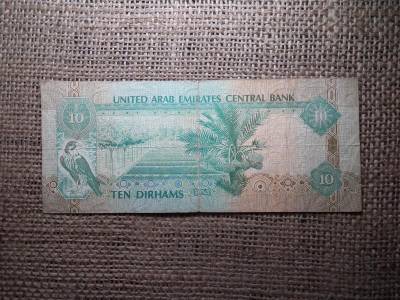 UNITED ARAB EMIRATES CENTRAL BANK
10
10
TEN DIRHAMS
10